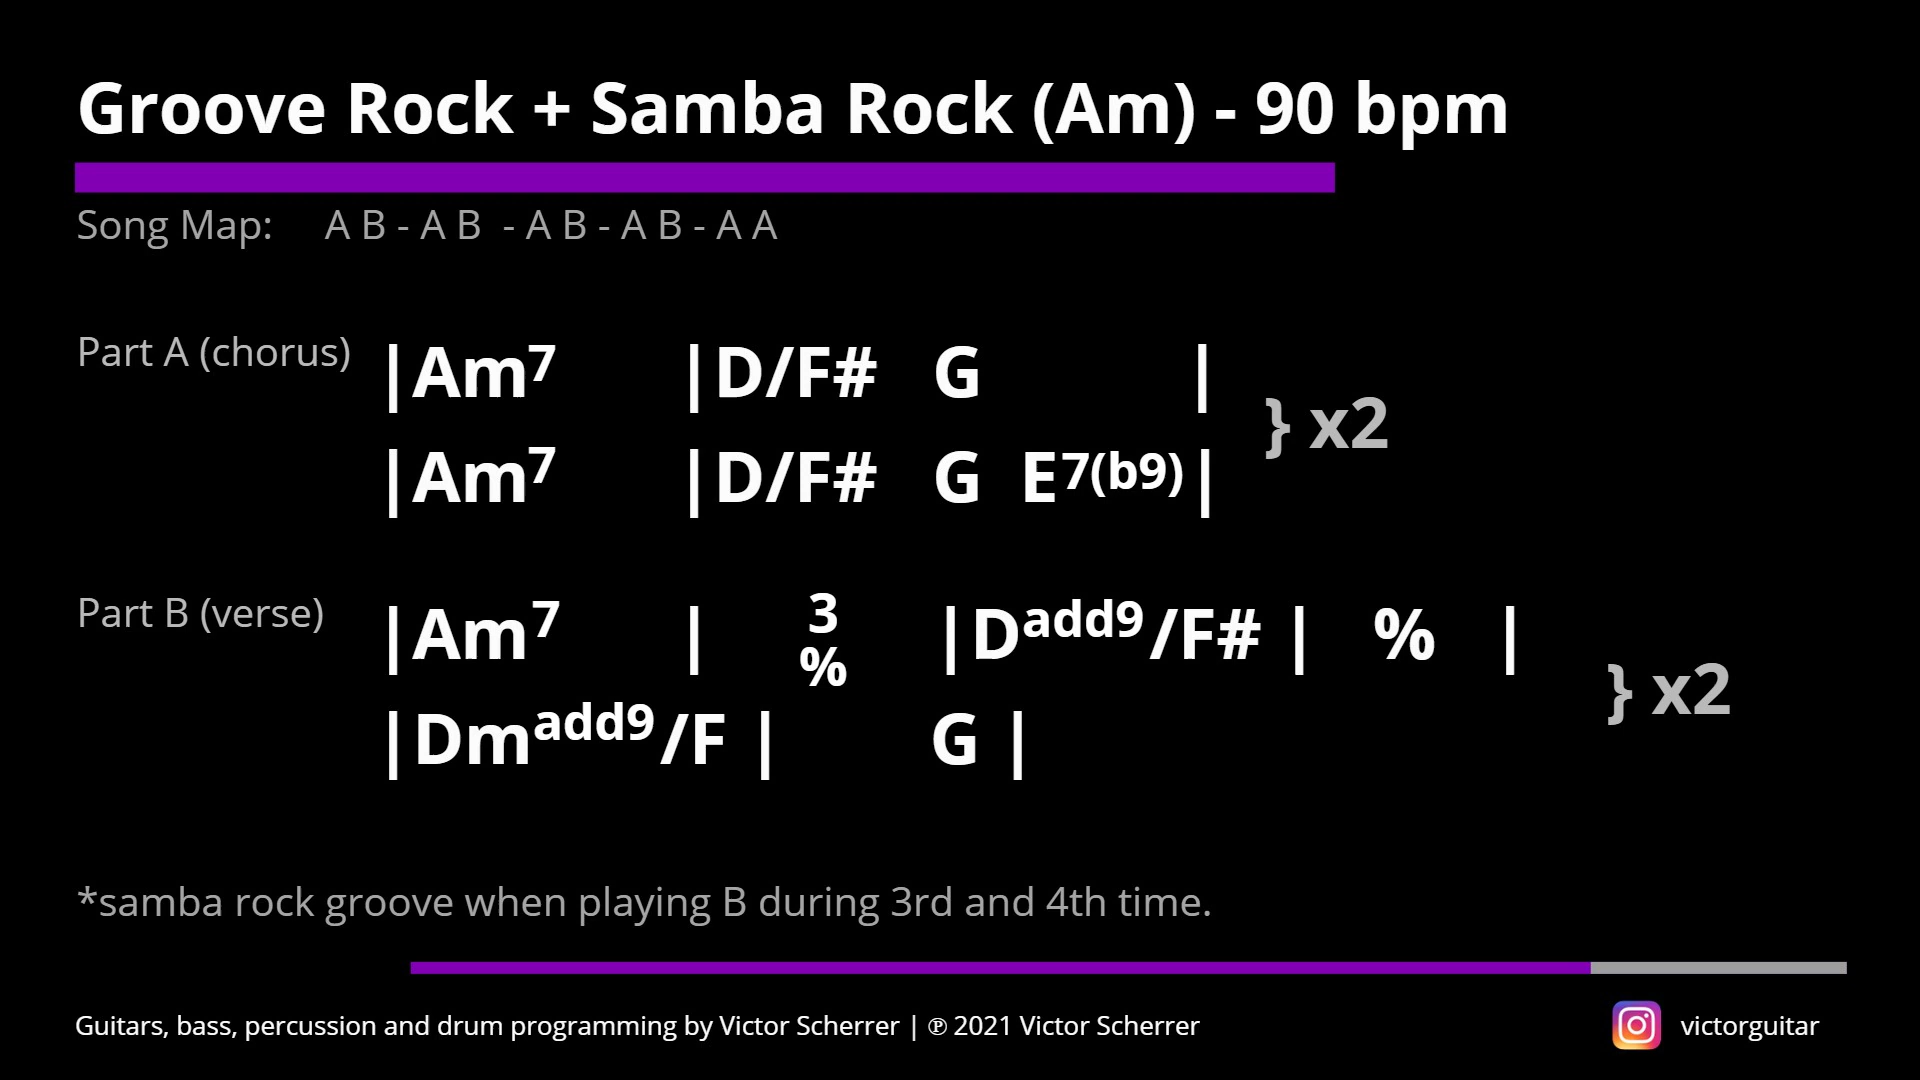 Groove Rock + Samba Rock (Am) - 90 bpm
Song Map: A B - A B - A B - A B - A A
Part A (chorus) |Am7 |D/F# G |
|Am7 |D/F# G E7(b9)|
} x2
Part B (verse) |Am7 | 3 % |Dadd9/F# | % |
|Dmadd9/F | G |
} x2
*samba rock groove when playing B during 3rd and 4th time.
Guitars, bass, percussion and drum programming by Victor Scherrer | ℗ 2021 Victor Scherrer
victorguitar